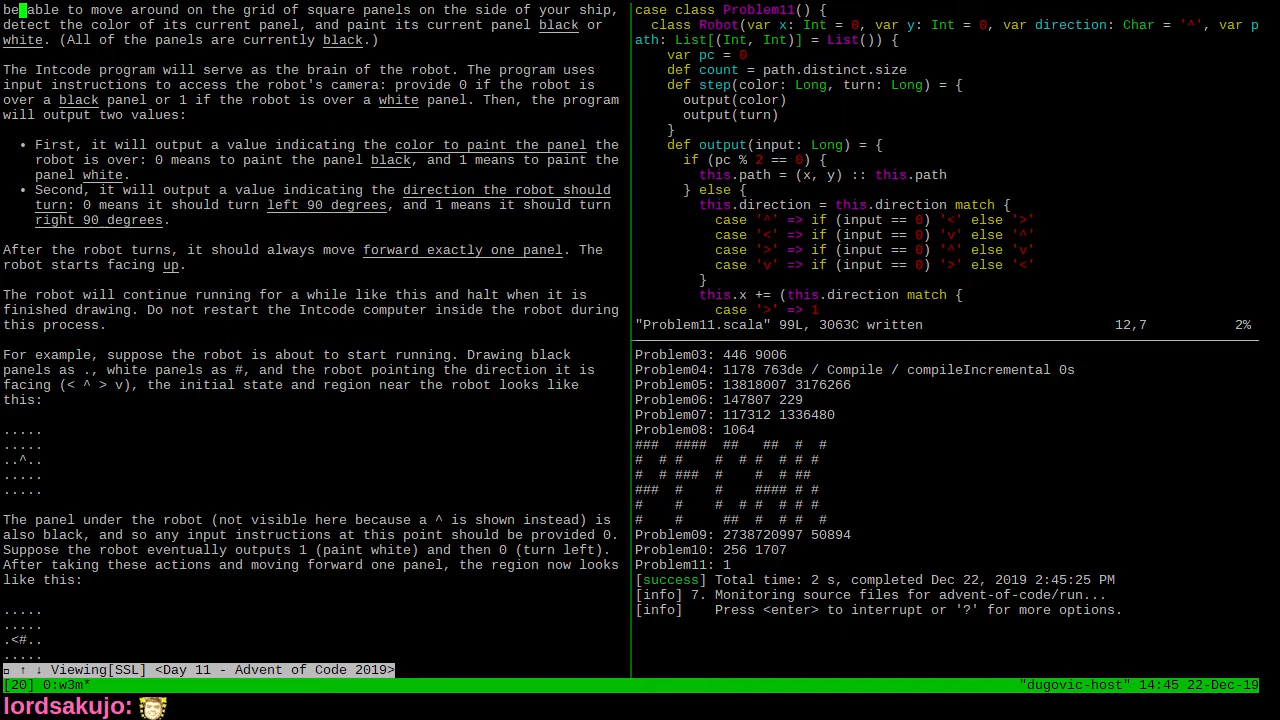 be able to move around on the grid of square panels on the side of your ship,
detect the color of its current panel, and paint its current panel black or
white. (All of the panels are currently black.)
The Intcode program will serve as the brain of the robot. The program uses
input instructions to access the robot's camera: provide 0 if the robot is
over a black panel or 1 if the robot is over a white panel. Then, the program
will output two values:
• First, it will output a value indicating the color to paint the panel the
robot is over: 0 means to paint the panel black, and 1 means to paint the
panel white.
• Second, it will output a value indicating the direction the robot should
turn: 0 means it should turn left 90 degrees, and 1 means it should turn
right 90 degrees.
After the robot turns, it should always move forward exactly one panel. The
robot starts facing up.
The robot will continue running for a while like this and halt when it is
finished drawing. Do not restart the Intcode computer inside the robot during
this process.
For example, suppose the robot is about to start running. Drawing black
panels as ., white panels as #, and the robot pointing the direction it is
facing (< ^ > v), the initial state and region near the robot looks like
this:
.....
.....
..^..
.....
.....
The panel under the robot (not visible here because a ^ is shown instead) is
also black, and so any input instructions at this point should be provided 0.
Suppose the robot eventually outputs 1 (paint white) and then 0 (turn left).
After taking these actions and moving forward one panel, the region now looks
like this:
.....
.....
.<#..
.....
↑ ↓ Viewing[SSL] <Day 11 - Advent of Code 2019>
case class Problem11() {
  class Robot(var x: Int = 0, var y: Int = 0, var direction: Char = '^', var p
ath: List[(Int, Int)] = List()) {
    var pc = 0
    def count = path.distinct.size
    def step(color: Long, turn: Long) = {
      output(color)
      output(turn)
    }
    def output(input: Long) = {
      if (pc % 2 == 0) {
        this.path = (x, y) :: this.path
      } else {
        this.direction = this.direction match {
          case '^' => if (input == 0) '<' else '>'
          case '<' => if (input == 0) 'v' else '^'
          case '>' => if (input == 0) '^' else 'v'
          case 'v' => if (input == 0) '>' else '<'
        }
        this.x += (this.direction match {
          case '>' => 1
"Problem11.scala" 99L, 3063C written 12,7 2%
Problem03: 446 9006
Problem04: 1178 763de / Compile / compileIncremental 0s
Problem05: 13818007 3176266
Problem06: 147807 229
Problem07: 117312 1336480
Problem08: 1064
###  ####  ##   ##  #  #
#  # #    #  # #  # # #
#  # ###  #    #  # ##
###  #    #    #### # #
#    #    #  # #  # # #
#    #     ##  #  # #  #
Problem09: 2738720997 50894
Problem10: 256 1707
Problem11: 1
[success] Total time: 2 s, completed Dec 22, 2019 2:45:25 PM
[info] 7. Monitoring source files for advent-of-code/run...
[info]    Press <enter> to interrupt or '?' for more options.
[20] 0:w3m* "dugovic-host" 14:45 22-Dec-19
lordsakujo: